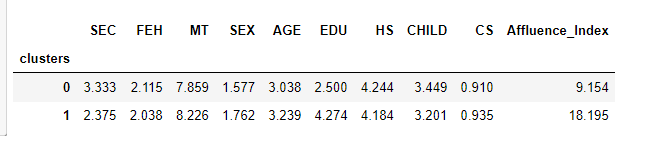 SEC FEH MT SEX AGE EDU HS CHILD CS Affluence_Index
clusters
0 3.333 2.115 7.859 1.577 3.038 2.500 4.244 3.449 0.910 9.154
1 2.375 2.038 8.226 1.762 3.239 4.274 4.184 3.201 0.935 18.195